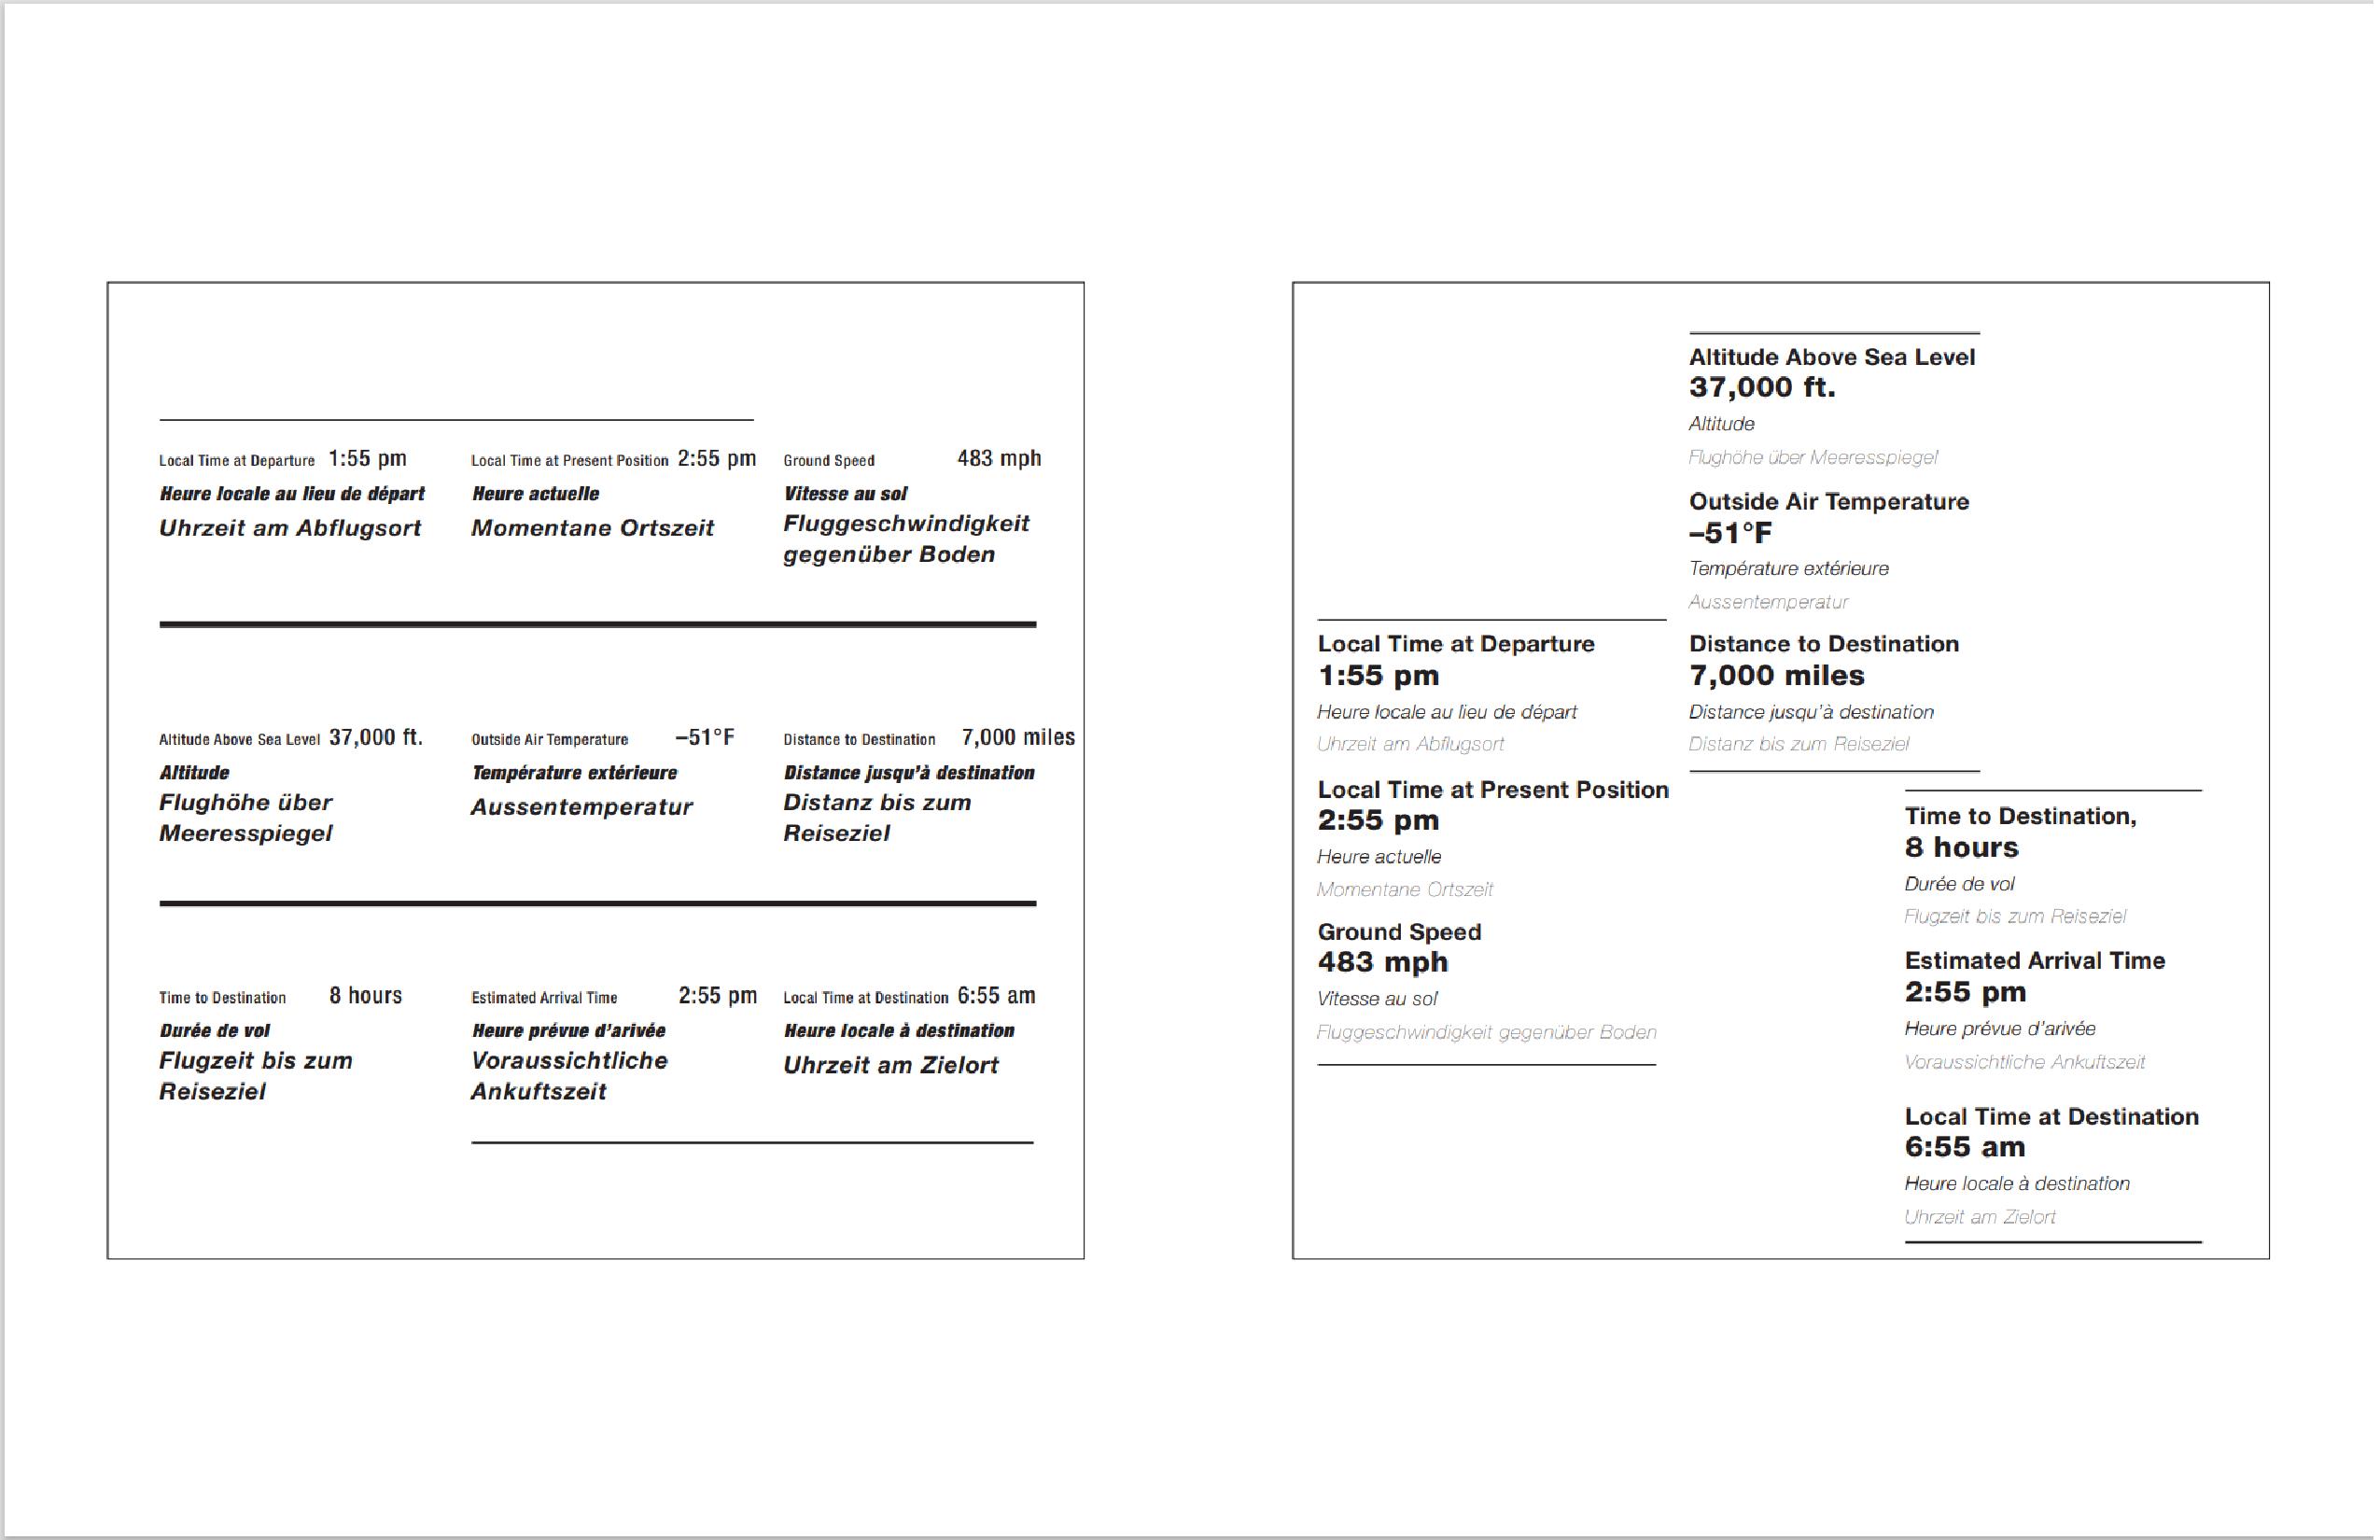 Local Time at Departure 1:55 pm
Heure locale au lieu de départ
Uhrzeit am Abflugsort
Local Time at Present Position 2:55 pm
Heure actuelle
Momentane Ortszeit
Ground Speed 483 mph
Vitesse au sol
Fluggeschwindigkeit
gegenüber Boden
Altitude Above Sea Level 37,000 ft.
Altitude
Flughöhe über
Meeresspiegel
Outside Air Temperature –51°F
Température extérieure
Aussentemperatur
Distance to Destination 7,000 miles
Distance jusqu’à destination
Distanz bis zum
Reiseziel
Time to Destination 8 hours
Durée de vol
Flugzeit bis zum
Reiseziel
Estimated Arrival Time 2:55 pm
Heure prévue d’arivée
Voraussichtliche
Ankuftszeit
Local Time at Destination 6:55 am
Heure locale à destination
Uhrzeit am Zielort
Local Time at Departure
1:55 pm
Heure locale au lieu de départ
Uhrzeit am Abflugsort
Local Time at Present Position
2:55 pm
Heure actuelle
Momentane Ortszeit
Ground Speed
483 mph
Vitesse au sol
Fluggeschwindigkeit gegenüber Boden
Altitude Above Sea Level
37,000 ft.
Altitude
Flughöhe über Meeresspiegel
Outside Air Temperature
–51°F
Température extérieure
Aussentemperatur
Distance to Destination
7,000 miles
Distance jusqu’à destination
Distanz bis zum Reiseziel
Time to Destination,
8 hours
Durée de vol
Flugzeit bis zum Reiseziel
Estimated Arrival Time
2:55 pm
Heure prévue d’arivée
Voraussichtliche Ankuftszeit
Local Time at Destination
6:55 am
Heure locale à destination
Uhrzeit am Zielort